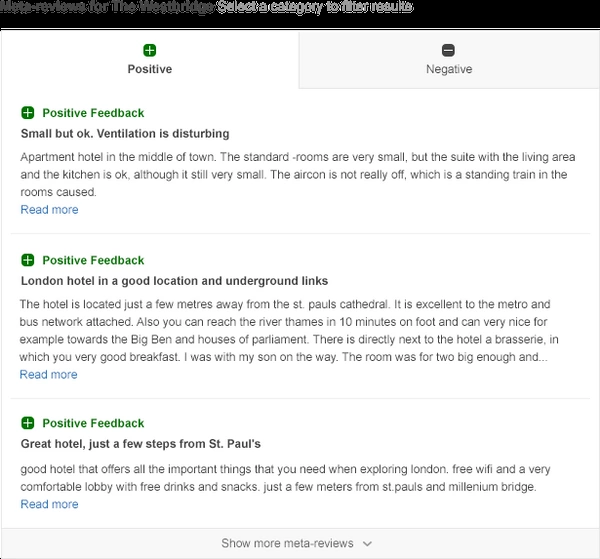 Meta-reviews for The Westbridge Select a category to filter results
Positive
Negative
Positive Feedback
Small but ok. Ventilation is disturbing
Apartment hotel in the middle of town. The standard -rooms are very small, but the suite with the living area
and the kitchen is ok, although it still very small. The aircon is not really off, which is a standing train in the
rooms caused.
Read more
Positive Feedback
London hotel in a good location and underground links
The hotel is located just a few metres away from the st. pauls cathedral. It is excellent to the metro and
bus network attached. Also you can reach the river thames in 10 minutes on foot and can very nice for
example towards the Big Ben and houses of parliament. There is directly next to the hotel a brasserie, in
which you very good breakfast. I was with my son on the way. The room was for two big enough and...
Read more
Positive Feedback
Great hotel, just a few steps from St. Paul's
good hotel that offers all the important things that you need when exploring london. free wifi and a very
comfortable lobby with free drinks and snacks. just a few meters from st.pauls and millenium bridge.
Read more
Show more meta-reviews